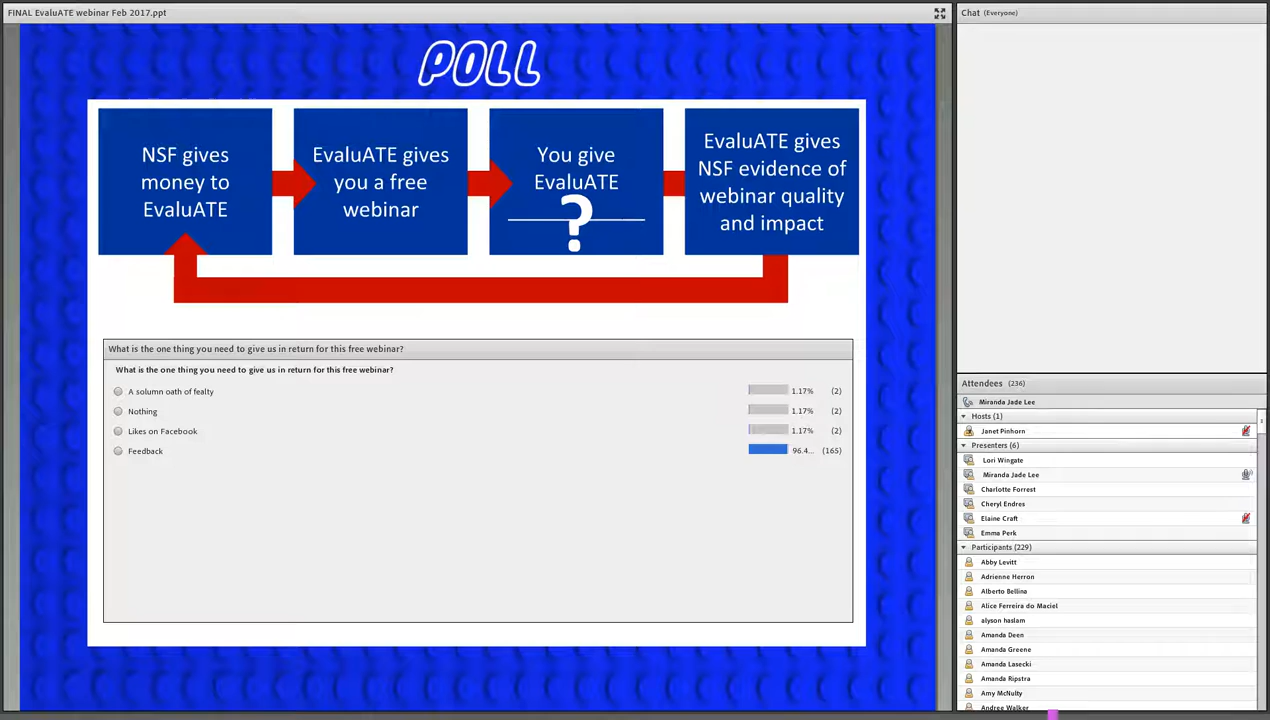 FINAL EvaluATE webinar Feb 2017.ppt
POLL
NSF gives
money to
EvaluATE
EvaluATE gives
you a free
webinar
You give
EvaluATE
?
EvaluATE gives
NSF evidence of
webinar quality
and impact
What is the one thing you need to give us in return for this free webinar?
What is the one thing you need to give us in return for this free webinar?
A solumn oath of fealty 1.17% (2)
Nothing 1.17% (2)
Likes on Facebook 1.17% (2)
Feedback 96.4... (165)
Chat (Everyone)
Attendees (236)
Miranda Jade Lee
Hosts (1)
Janet Pinhorn
Presenters (6)
Lori Wingate
Miranda Jade Lee
Charlotte Forrest
Cheryl Endres
Elaine Craft
Emma Perk
Participants (229)
Abby Levitt
Adrienne Herron
Alberto Bellina
Alice Ferreira do Maciel
alyson haslam
Amanda Deen
Amanda Greene
Amanda Lasecki
Amanda Ripstra
Amy McNulty
Andree Walker